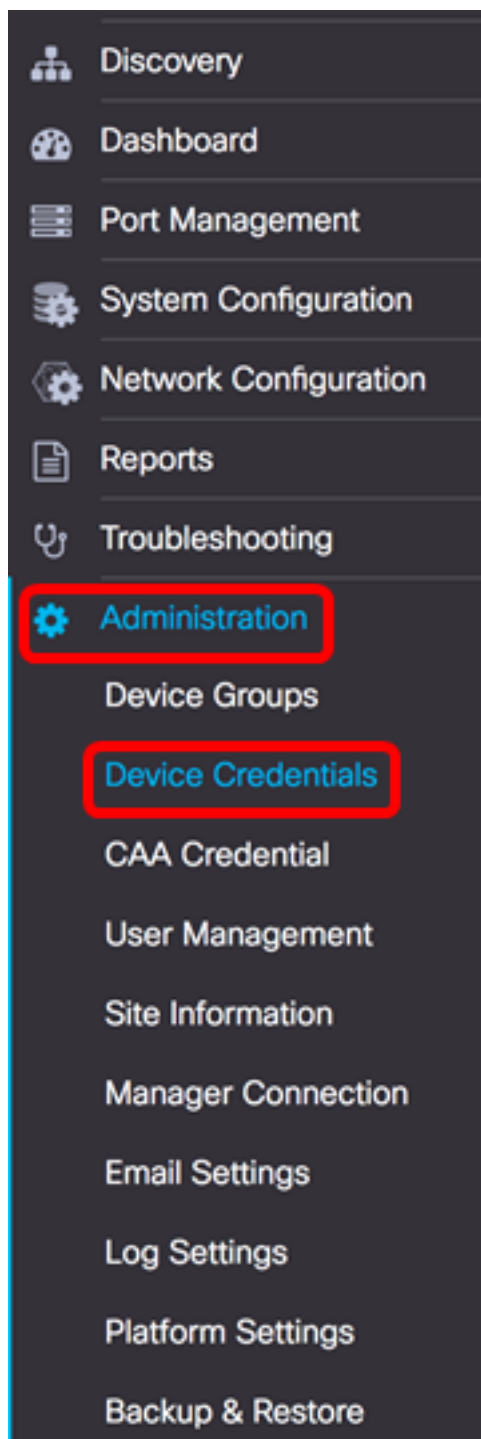 Discovery
Dashboard
Port Management
System Configuration
Network Configuration
Reports
Troubleshooting
Administration
Device Groups
Device Credentials
CAA Credential
User Management
Site Information
Manager Connection
Email Settings
Log Settings
Platform Settings
Backup & Restore